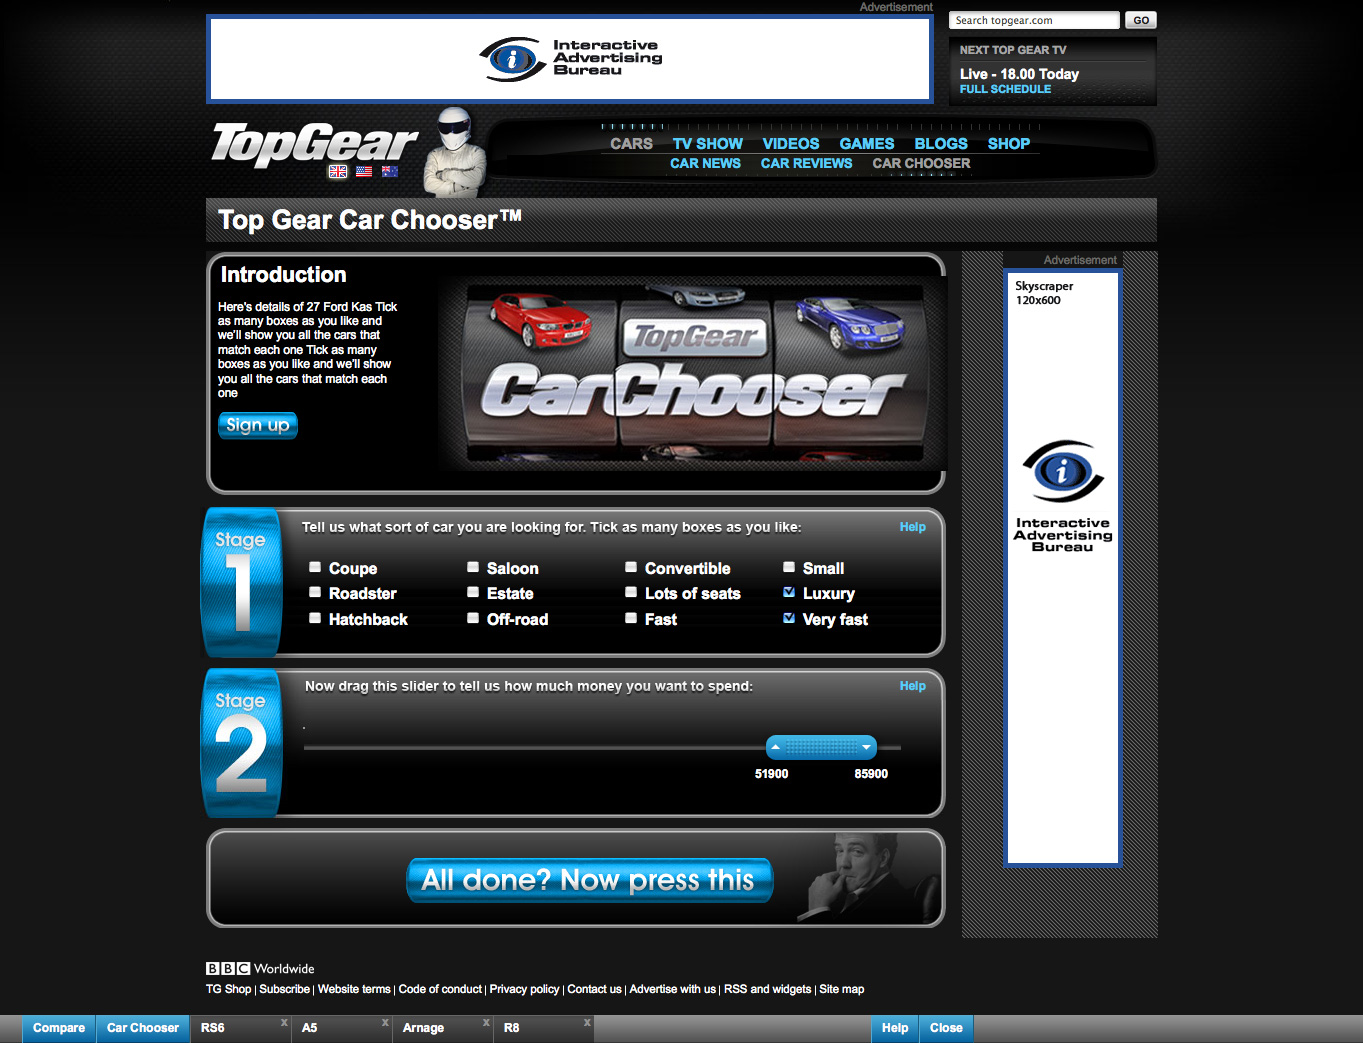 Advertisement
Interactive
Advertising
Bureau
Search topgear.com
GO
NEXT TOP GEAR TV
Live - 18.00 Today
FULL SCHEDULE
TopGear
CARS TV SHOW VIDEOS GAMES BLOGS SHOP
CAR NEWS CAR REVIEWS CAR CHOOSER
Top Gear Car Chooser™
Introduction
Here's details of 27 Ford Kas Tick
as many boxes as you like and
we'll show you all the cars that
match each one Tick as many
boxes as you like and we'll show
you all the cars that match each
one
Sign up
TopGear
CarChooser
Advertisement
Skyscraper
120x600
Interactive
Advertising
Bureau
Stage
1
Tell us what sort of car you are looking for. Tick as many boxes as you like:
Help
Coupe Saloon Convertible Small
Roadster Estate Lots of seats Luxury
Hatchback Off-road Fast Very fast
Stage
2
Now drag this slider to tell us how much money you want to spend:
Help
51900 85900
All done? Now press this
BBC Worldwide
TG Shop | Subscribe | Website terms | Code of conduct | Privacy policy | Contact us | Advertise with us | RSS and widgets | Site map
Compare Car Chooser RS6 x A5 x Arnage x R8 x Help Close